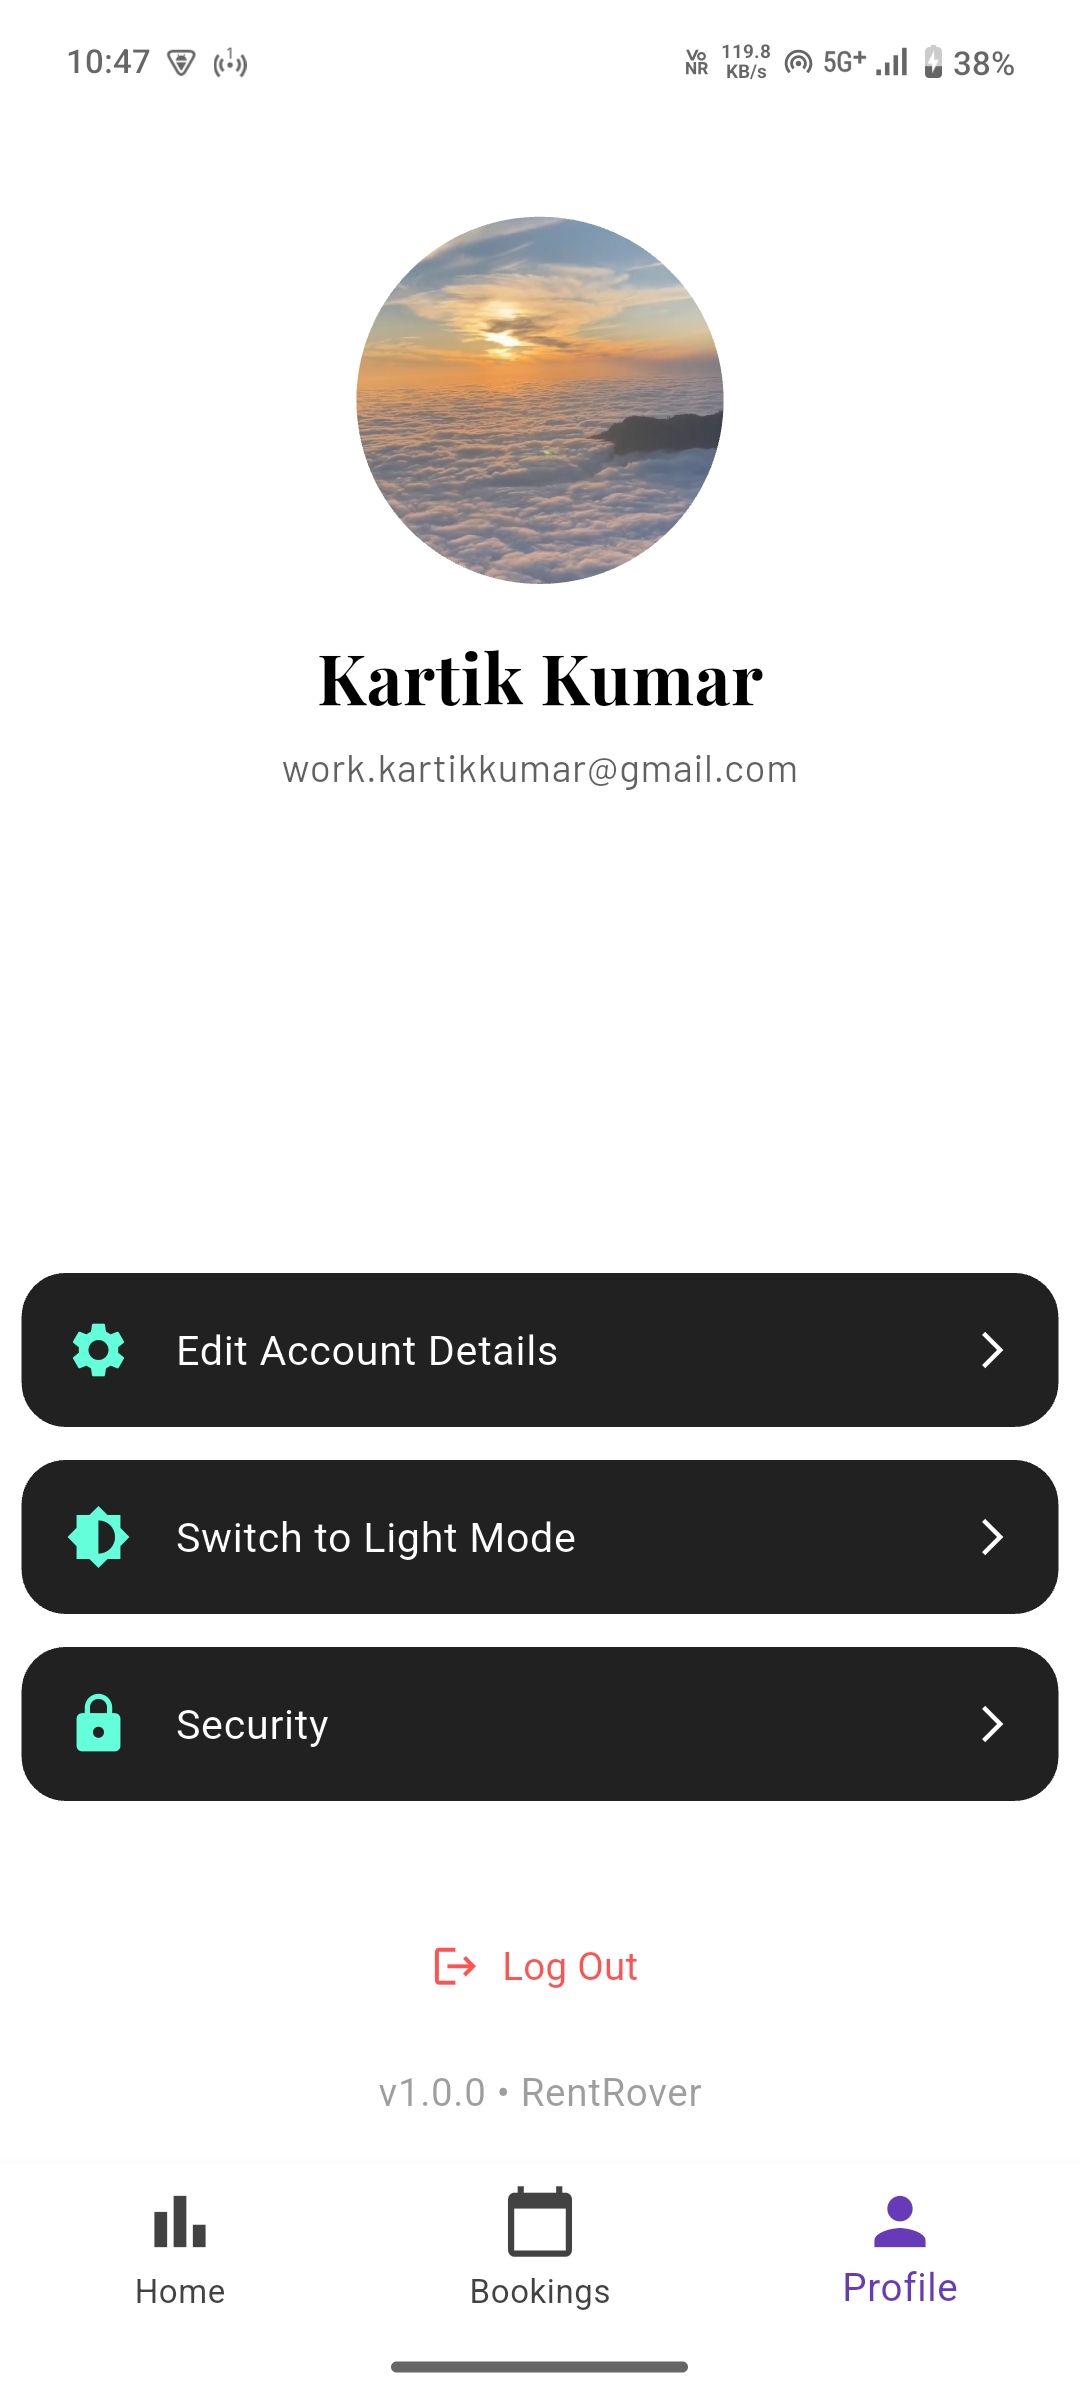 10:47
1
Vo
NR
119.8
KB/s
5G+
38%
Kartik Kumar
work.kartikkumar@gmail.com
Edit Account Details
Switch to Light Mode
Security
Log Out
v1.0.0 • RentRover
Home
Bookings
Profile